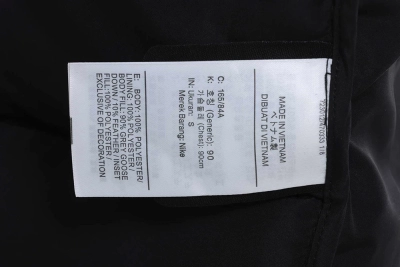 MADE IN VIETNAM
ベトナム製
DIBUAT DI VIETNAM
C: 165/84A
K: 호칭 (Generic): 90
가슴둘레 (Chest): 90cm
IN: Ukuran: S
Merek Barang: Nike
E: BODY: 100% POLYESTER/
LINING: 100% POLYESTER/
BODY FILL: 90% GREY GOOSE
DOWN / 10% FEATHER / INSET
FILL: 100% POLYESTER/
EXCLUSIVE OF DECORATION